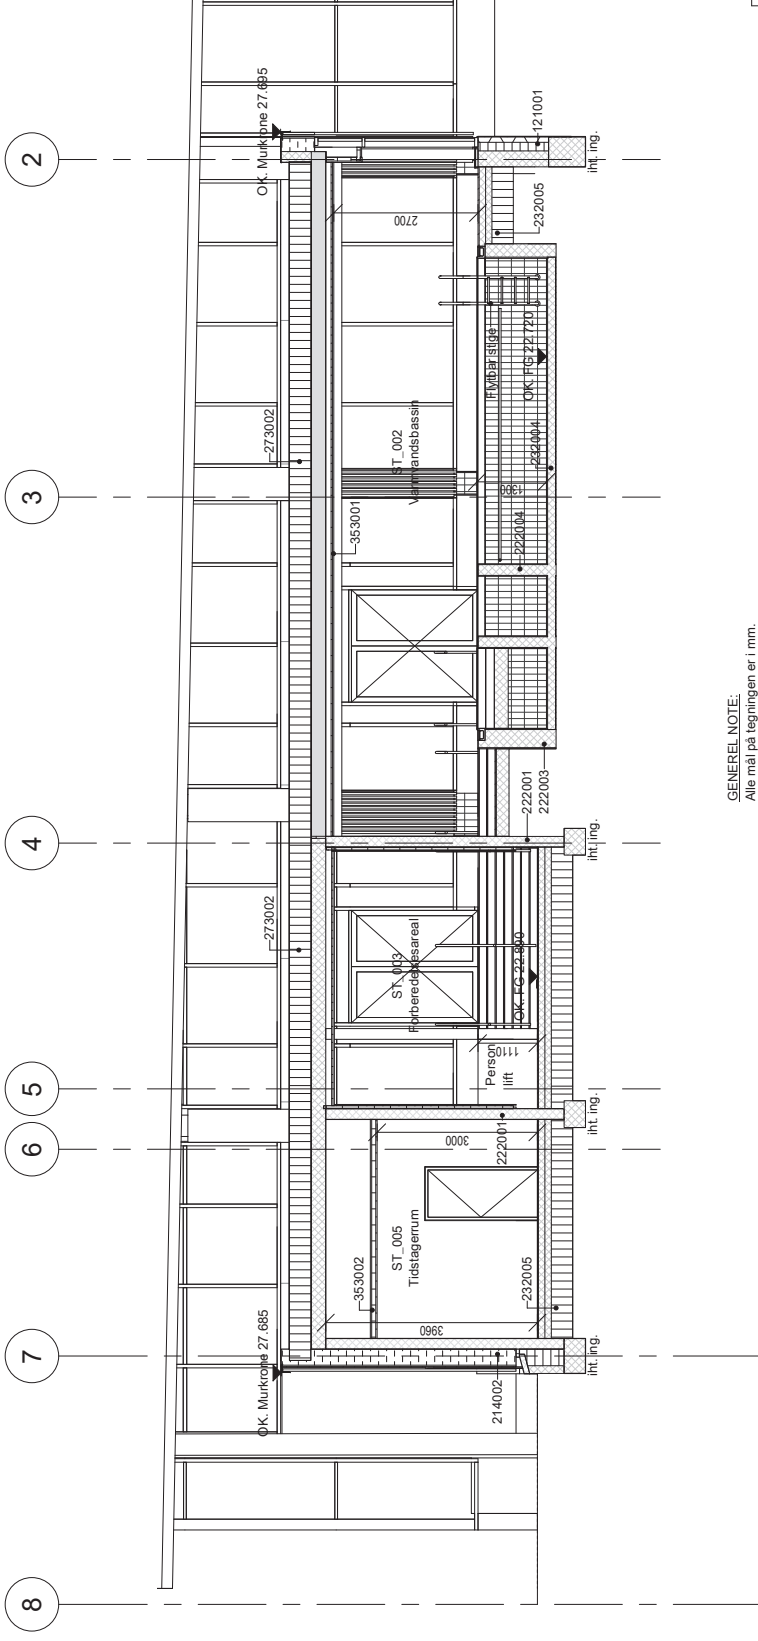 8
7
6
5
4
3
2
OK. Murkrone 27.685
OK. Murkrone 27.695
273002
273002
353001
353002
ST_005
Tidstagerrum
ST_003
Forberedelsesareal
ST_002
Varmvandsbassin
3960
3000
1110
2700
1300
Person
lift
OK. FG 22.890
OK. FG 22.720
Flytbar stige
214002
232005
222001
222001
222003
222004
232004
232005
121001
iht. ing.
iht. ing.
iht. ing.
iht. ing.
GENEREL NOTE:
Alle mål på tegningen er i mm.